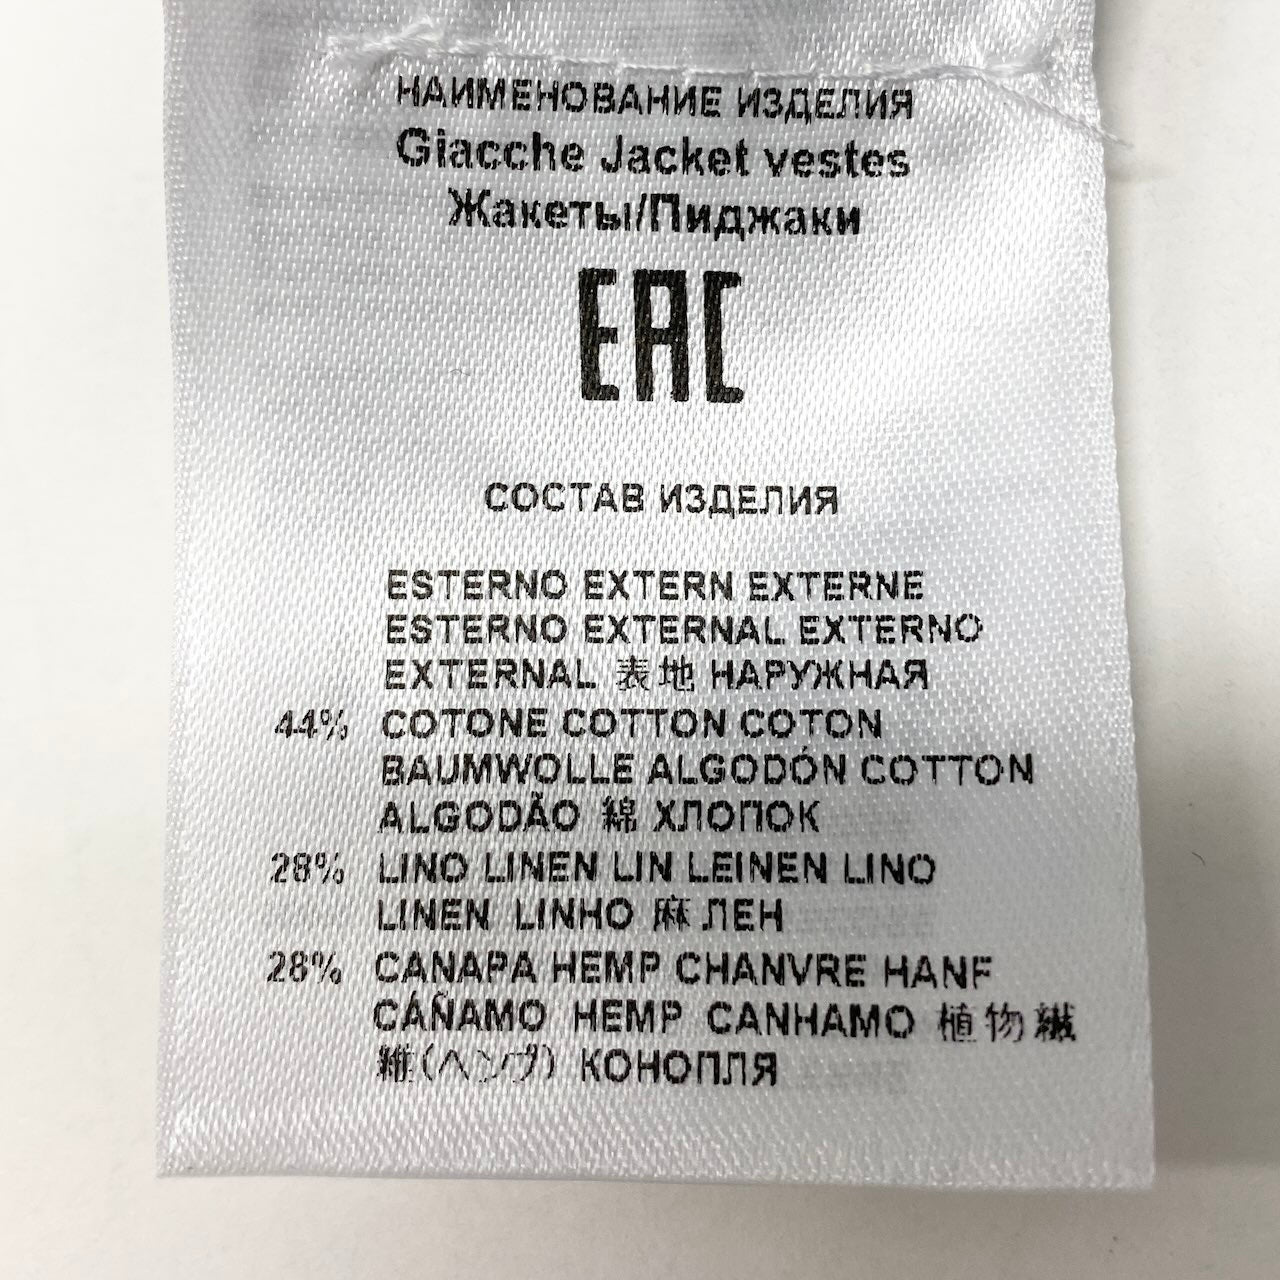 НАИМЕНОВАНИЕ ИЗДЕЛИЯ
Giacche Jacket vestes
Жакеты/Пиджаки
EAC
СОСТАВ ИЗДЕЛИЯ
ESTERNO EXTERN EXTERNE
ESTERNO EXTERNAL EXTERNO
EXTERNAL 表地 НАРУЖНАЯ
44% COTONE COTTON COTON
BAUMWOLLE ALGODÓN COTTON
ALGODÃO 綿 ХЛОПОК
28% LINO LINEN LIN LEINEN LINO
LINEN LINHO 麻 ЛЕН
28% CANAPA HEMP CHANVRE HANF
CÁÑAMO HEMP CANHAMO 植物繊
維(ヘンプ) КОНОПЛЯ